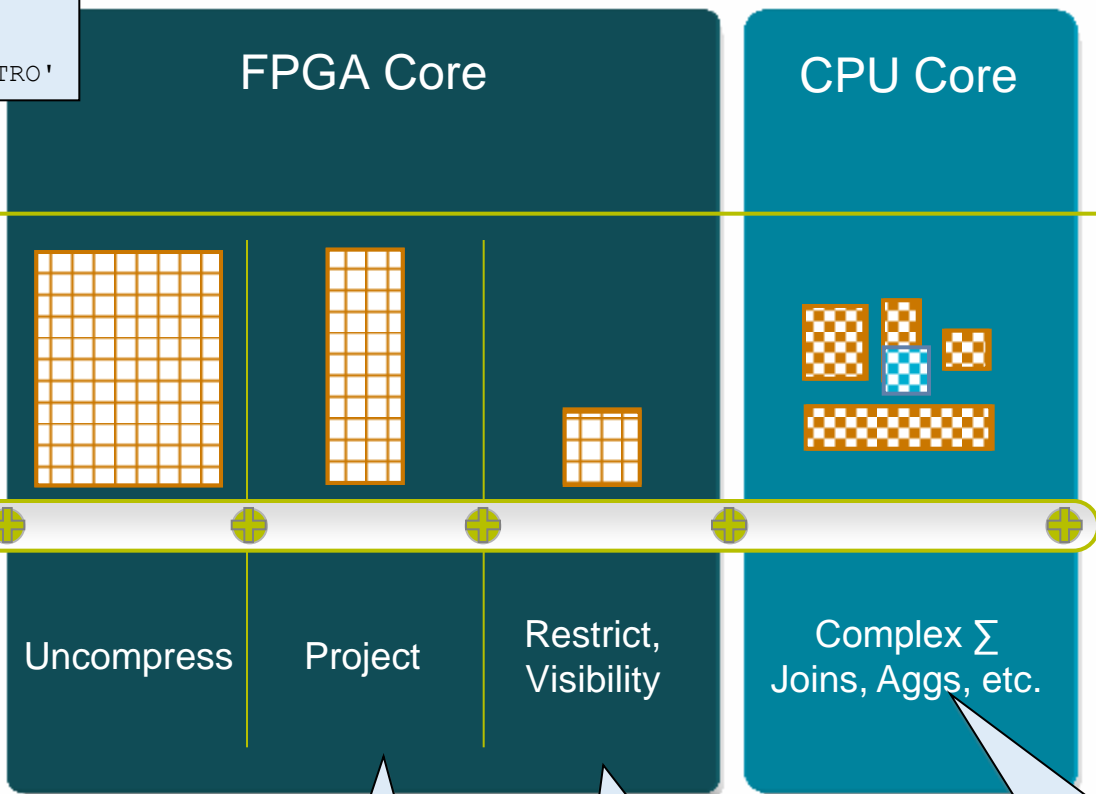 TRO'
FPGA Core
CPU Core
Uncompress
Project
Restrict,
Visibility
Complex ∑
Joins, Aggs, etc.